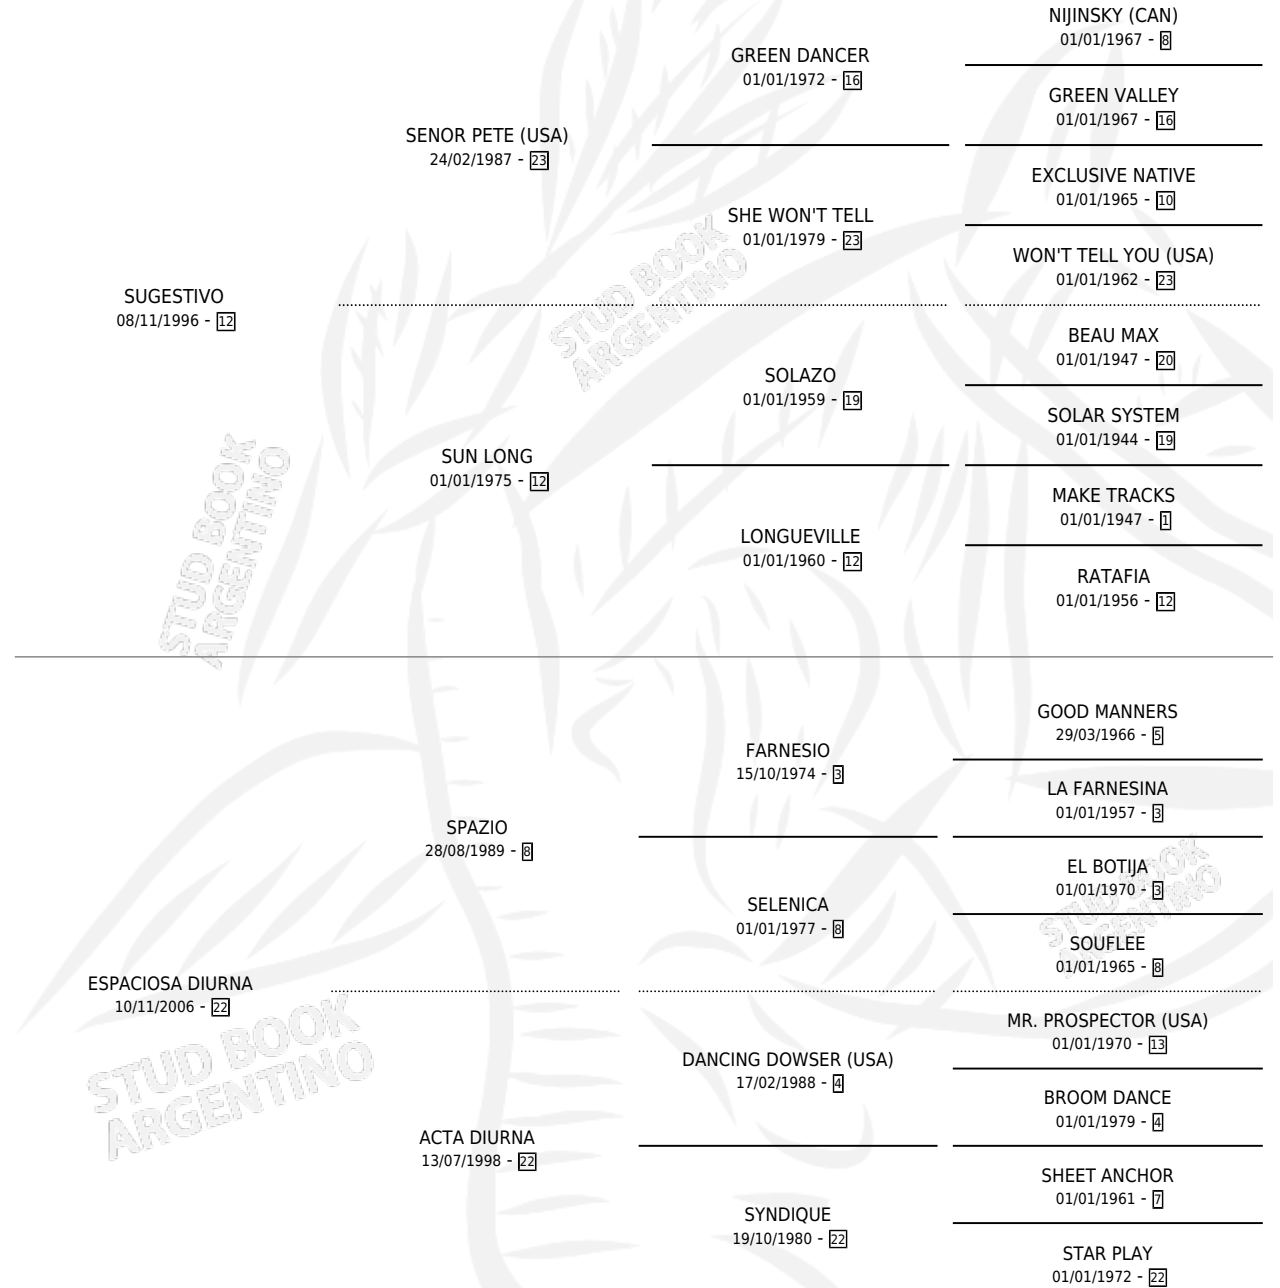 NIJINSKY (CAN)
01/01/1967 - 8
GREEN DANCER
01/01/1972 - 16
GREEN VALLEY
01/01/1967 - 16
SENOR PETE (USA)
24/02/1987 - 23
EXCLUSIVE NATIVE
01/01/1965 - 10
SHE WON'T TELL
01/01/1979 - 23
WON'T TELL YOU (USA)
01/01/1962 - 23
SUGESTIVO
08/11/1996 - 12
BEAU MAX
01/01/1947 - 20
SOLAZO
01/01/1959 - 19
SOLAR SYSTEM
01/01/1944 - 19
SUN LONG
01/01/1975 - 12
MAKE TRACKS
01/01/1947 - 1
LONGUEVILLE
01/01/1960 - 12
RATAFIA
01/01/1956 - 12
GOOD MANNERS
29/03/1966 - 5
FARNESIO
15/10/1974 - 3
LA FARNESINA
01/01/1957 - 3
SPAZIO
28/08/1989 - 8
EL BOTIJA
01/01/1970 - 3
SELENICA
01/01/1977 - 8
SOUFLEE
01/01/1965 - 8
ESPACIOSA DIURNA
10/11/2006 - 22
MR. PROSPECTOR (USA)
01/01/1970 - 13
DANCING DOWSER (USA)
17/02/1988 - 4
BROOM DANCE
01/01/1979 - 4
ACTA DIURNA
13/07/1998 - 22
SHEET ANCHOR
01/01/1961 - 7
SYNDIQUE
19/10/1980 - 22
STAR PLAY
01/01/1972 - 22
STUD BOOK
ARGENTINO
STUD BOOK
ARGENTINO
STUD BOOK
ARGENTINO
STUD BOOK
ARGENTINO